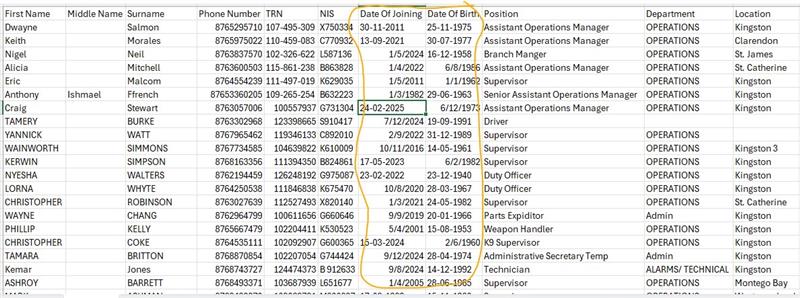 First Name Middle Name Surname Phone Number TRN NIS Date Of Joining Date Of Birth Position Department Location
Dwayne Salmon 8765295710 107-495-309 X750334 30-11-2011 25-11-1975 Assistant Operations Manager OPERATIONS Kingston
Keith Morales 8765975022 110-459-083 C770932 13-09-2021 30-07-1977 Assistant Operations Manager OPERATIONS Clarendon
Nigel Neil 8763837570 102-326-622 L587136 1/5/2024 16-12-1958 Branch Manger OPERATIONS St. James
Alicia Mitchell 8763600503 115-861-238 B863828 1/4/2022 6/8/1986 Assistant Operations Manager OPERATIONS St. Catherine
Eric Malcom 8764554239 111-497-019 K629035 1/5/2011 1/1/1962 Supervisor OPERATIONS Kingston
Anthony Ishmael Ffrench 87653360205 109-265-254 B632223 1/3/1982 29-06-1963 Senior Assistant Operations Manager OPERATIONS Kingston
Craig Stewart 8763057006 100557937 G731304 24-02-2025 6/12/1973 Assistant Operations Manager OPERATIONS Kingston
TAMERY BURKE 8763302968 123398665 S910417 7/12/2024 19-09-1991 Driver
YANNICK WATT 8767965462 119346133 C892010 2/9/2022 31-12-1989 Supervisor OPERATIONS Kingston
WAINWORTH SIMMONS 8767734585 104639822 K610009 10/11/2016 14-05-1961 Supervisor OPERATIONS Kingston 3
KERWIN SIMPSON 8768163356 111394350 B824861 17-05-2023 6/2/1982 Supervisor OPERATIONS Kingston
NYESHA WALTERS 8762194459 126248192 G975087 23-02-2022 23-12-1940 Duty Officer OPERATIONS Kingston
LORNA WHYTE 8764250538 111846838 K675470 10/8/2020 28-03-1967 Duty Officer OPERATIONS Kingston
CHRISTOPHER ROBINSON 8763027639 112527493 X820140 1/3/2021 24-05-1982 Supervisor OPERATIONS St. Catherine
WAYNE CHANG 8762964799 100611656 G660646 9/9/2019 20-01-1966 Parts Expiditor Admin Kingston
PHILLIP KELLY 8765667479 102204411 K530523 5/4/2001 15-08-1953 Weapon Handler OPERATIONS Kingston
CHRISTOPHER COKE 8764535111 102092907 G600365 15-03-2024 2/6/1960 K9 Supervisor OPERATIONS Kingston
TAMARA BRITTON 8768870854 102207054 G744424 9/12/2024 28-04-1974 Administrative Secretary Temp Admin Kingston
Kemar Jones 8768743727 124474373 B 912633 9/8/2024 14-12-1992 Technician ALARMS/ TECHNICAL Kingston
ASHROY BARRETT 8768493431 103687939 L651677 1/4/2005 28-06-1965 Supervisor OPERATIONS Montego Bay